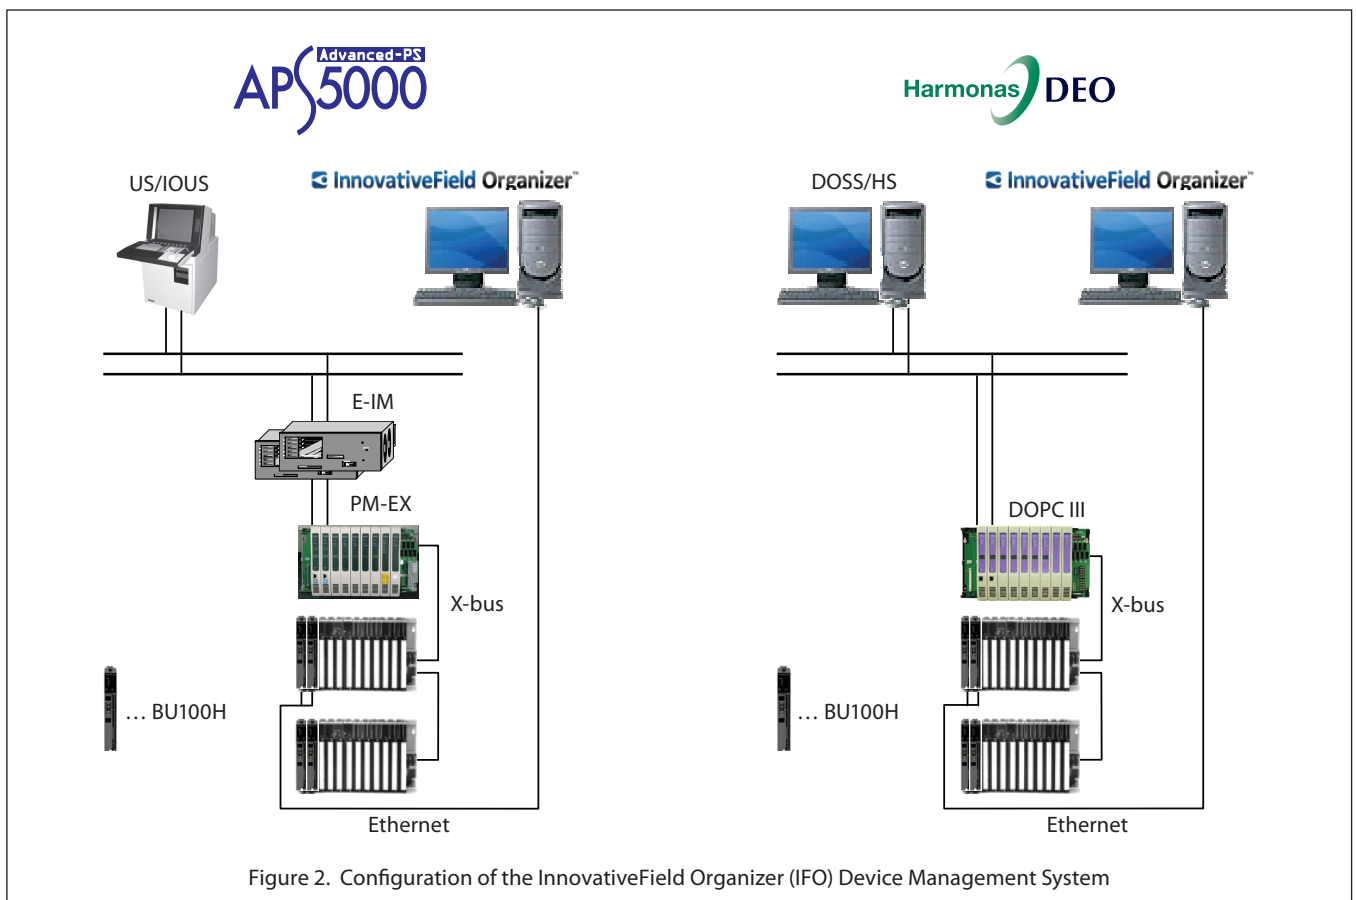 Advanced-PS
APS5000
Harmonas DEO
US/IOUS
InnovativeField Organizer™
DOSS/HS
InnovativeField Organizer™
E-IM
PM-EX
DOPC III
X-bus
X-bus
… BU100H
… BU100H
Ethernet
Ethernet
Figure 2. Configuration of the InnovativeField Organizer (IFO) Device Management System